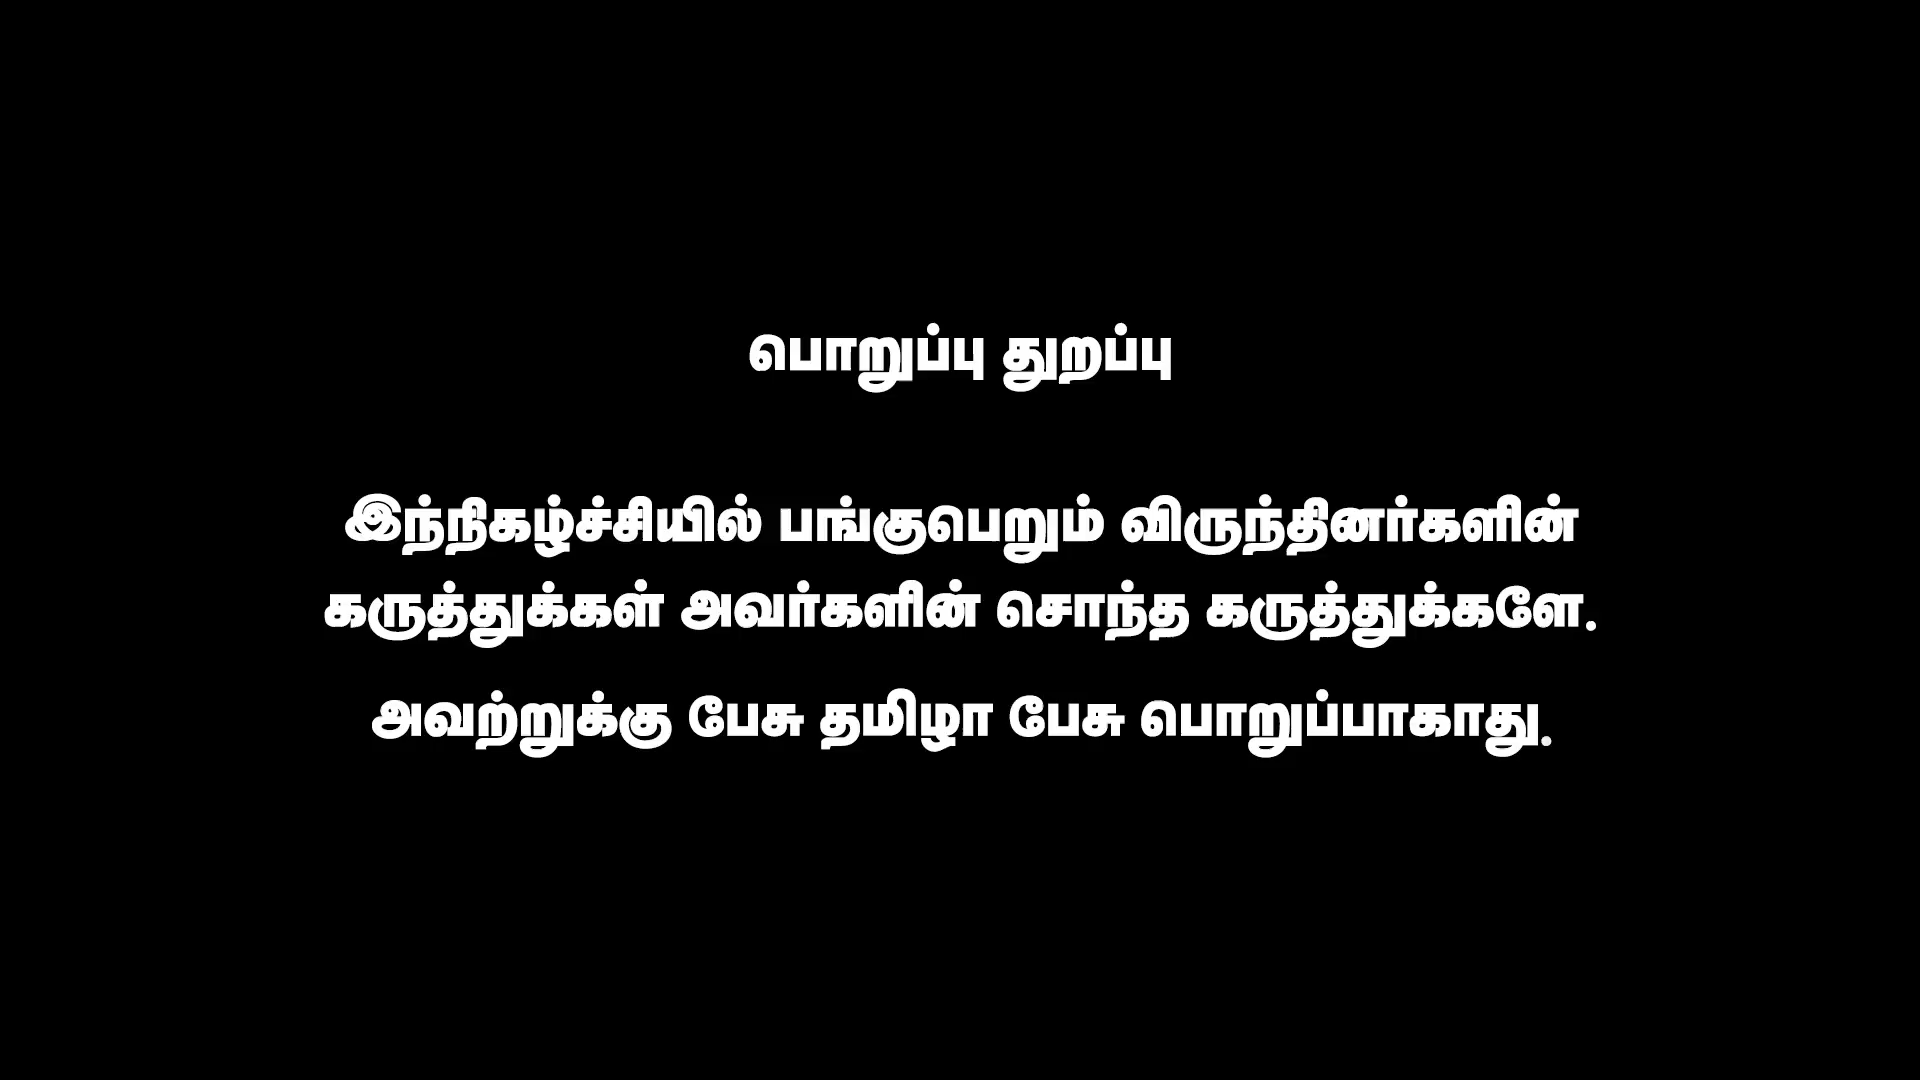 பொறுப்பு துறப்பு
இந்நிகழ்ச்சியில் பங்குபெறும் விருந்தினர்களின்
கருத்துக்கள் அவர்களின் சொந்த கருத்துக்களே.
அவற்றுக்கு பேசு தமிழா பேசு பொறுப்பாகாது.